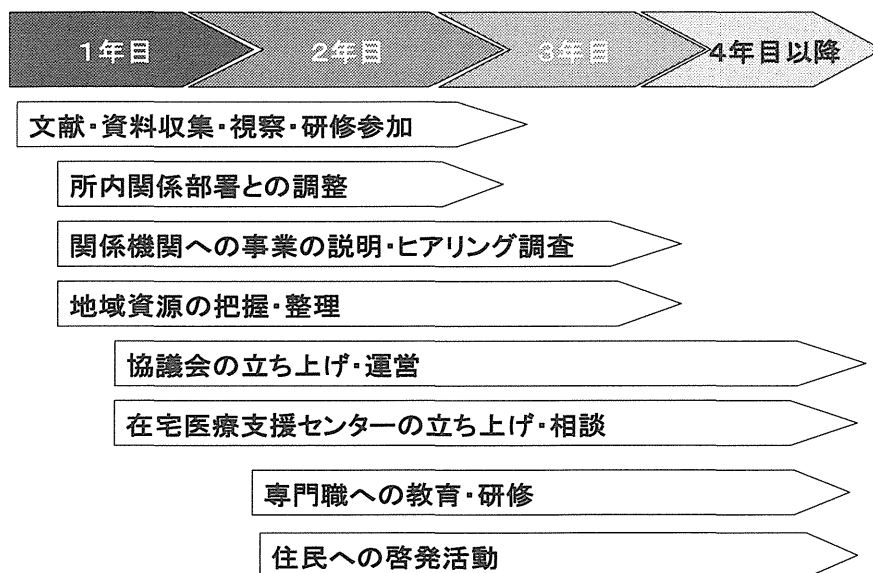 1年目
2年目
3年目
4年目以降
文献・資料収集・視察・研修参加
所内関係部署との調整
関係機関への事業の説明・ヒアリング調査
地域資源の把握・整理
協議会の立ち上げ・運営
在宅医療支援センターの立ち上げ・相談
専門職への教育・研修
住民への啓発活動